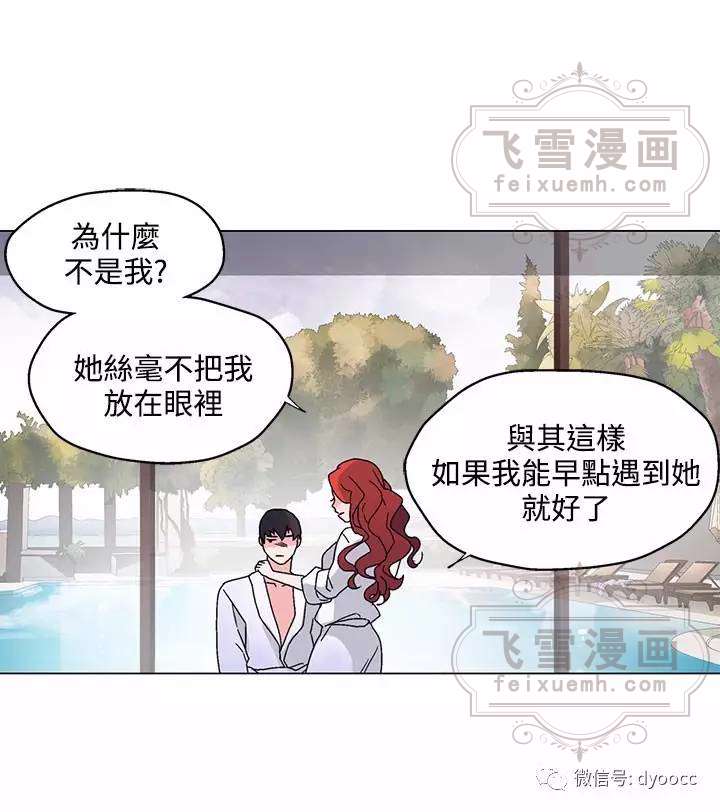 飞雪漫画
feixuemh.com
為什麼
不是我?
她絲毫不把我
放在眼裡
與其這樣
如果我能早點遇到她
就好了
飞雪漫画
feixuemh.com
微信号: dyoocc